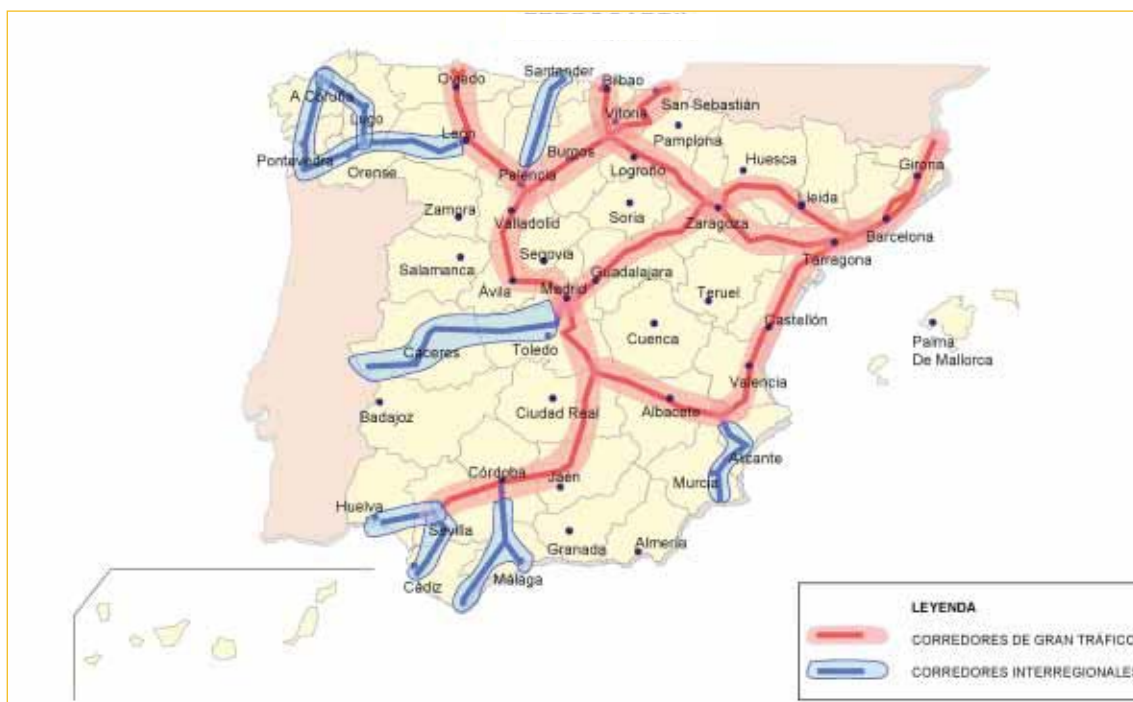 Santander
Bilbao
Oviedo
A Coruña
San-Sebastián
Vitoria
Lugo
León
Pamplona
Pontevedra
Burgos
Huesca
Girona
Orense
Palencia
Logroño
Lleida
Zamora
Valladolid
Soria
Zaragoza
Barcelona
Segovia
Tarragona
Salamanca
Guadalajara
Ávila
Madrid
Teruel
Castellón
Cáceres
Toledo
Cuenca
Palma
De Mallorca
Valencia
Badajoz
Ciudad Real
Albacete
Alicante
Córdoba
Jaén
Murcia
Huelva
Sevilla
Granada
Almería
Cádiz
Málaga
LEYENDA
CORREDORES DE GRAN TRÁFICO
CORREDORES INTERREGIONALES